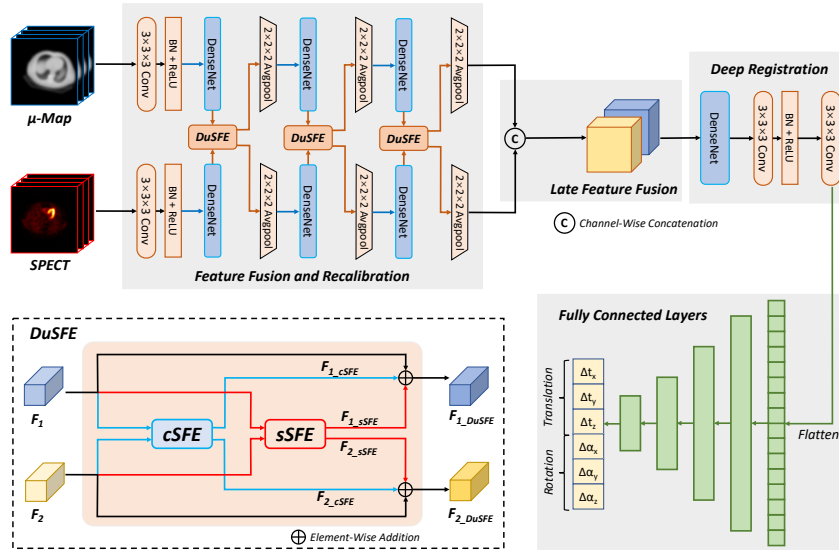 μ-Map
3×3×3 Conv
BN + ReLU
DenseNet
2×2×2 Avgpool
DenseNet
2×2×2 Avgpool
DenseNet
2×2×2 Avgpool
DuSFE
DuSFE
DuSFE
SPECT
3×3×3 Conv
BN + ReLU
DenseNet
2×2×2 Avgpool
DenseNet
2×2×2 Avgpool
DenseNet
2×2×2 Avgpool
Feature Fusion and Recalibration
C
Late Feature Fusion
C Channel-Wise Concatenation
Deep Registration
DenseNet
3×3×3 Conv
BN + ReLU
3×3×3 Conv
DuSFE
F1
F2
cSFE
sSFE
F1_cSFE
F1_sSFE
F2_sSFE
F2_cSFE
F1_DuSFE
F2_DuSFE
Element-Wise Addition
Fully Connected Layers
Translation
Rotation
Δtx
Δty
Δtz
Δαx
Δαy
Δαz
Flatten